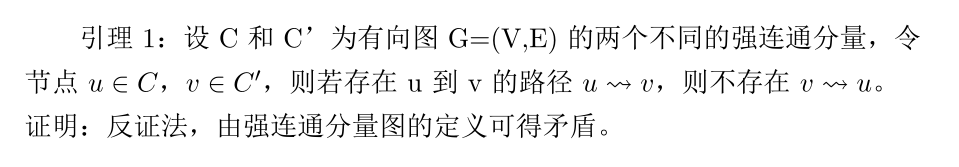 引理 1：设 C 和 C’为有向图 G=(V,E) 的两个不同的强连通分量，令
节点 u ∈ C，v ∈ C′，则若存在 u 到 v 的路径 u ⇝ v，则不存在 v ⇝ u。
证明：反证法，由强连通分量图的定义可得矛盾。